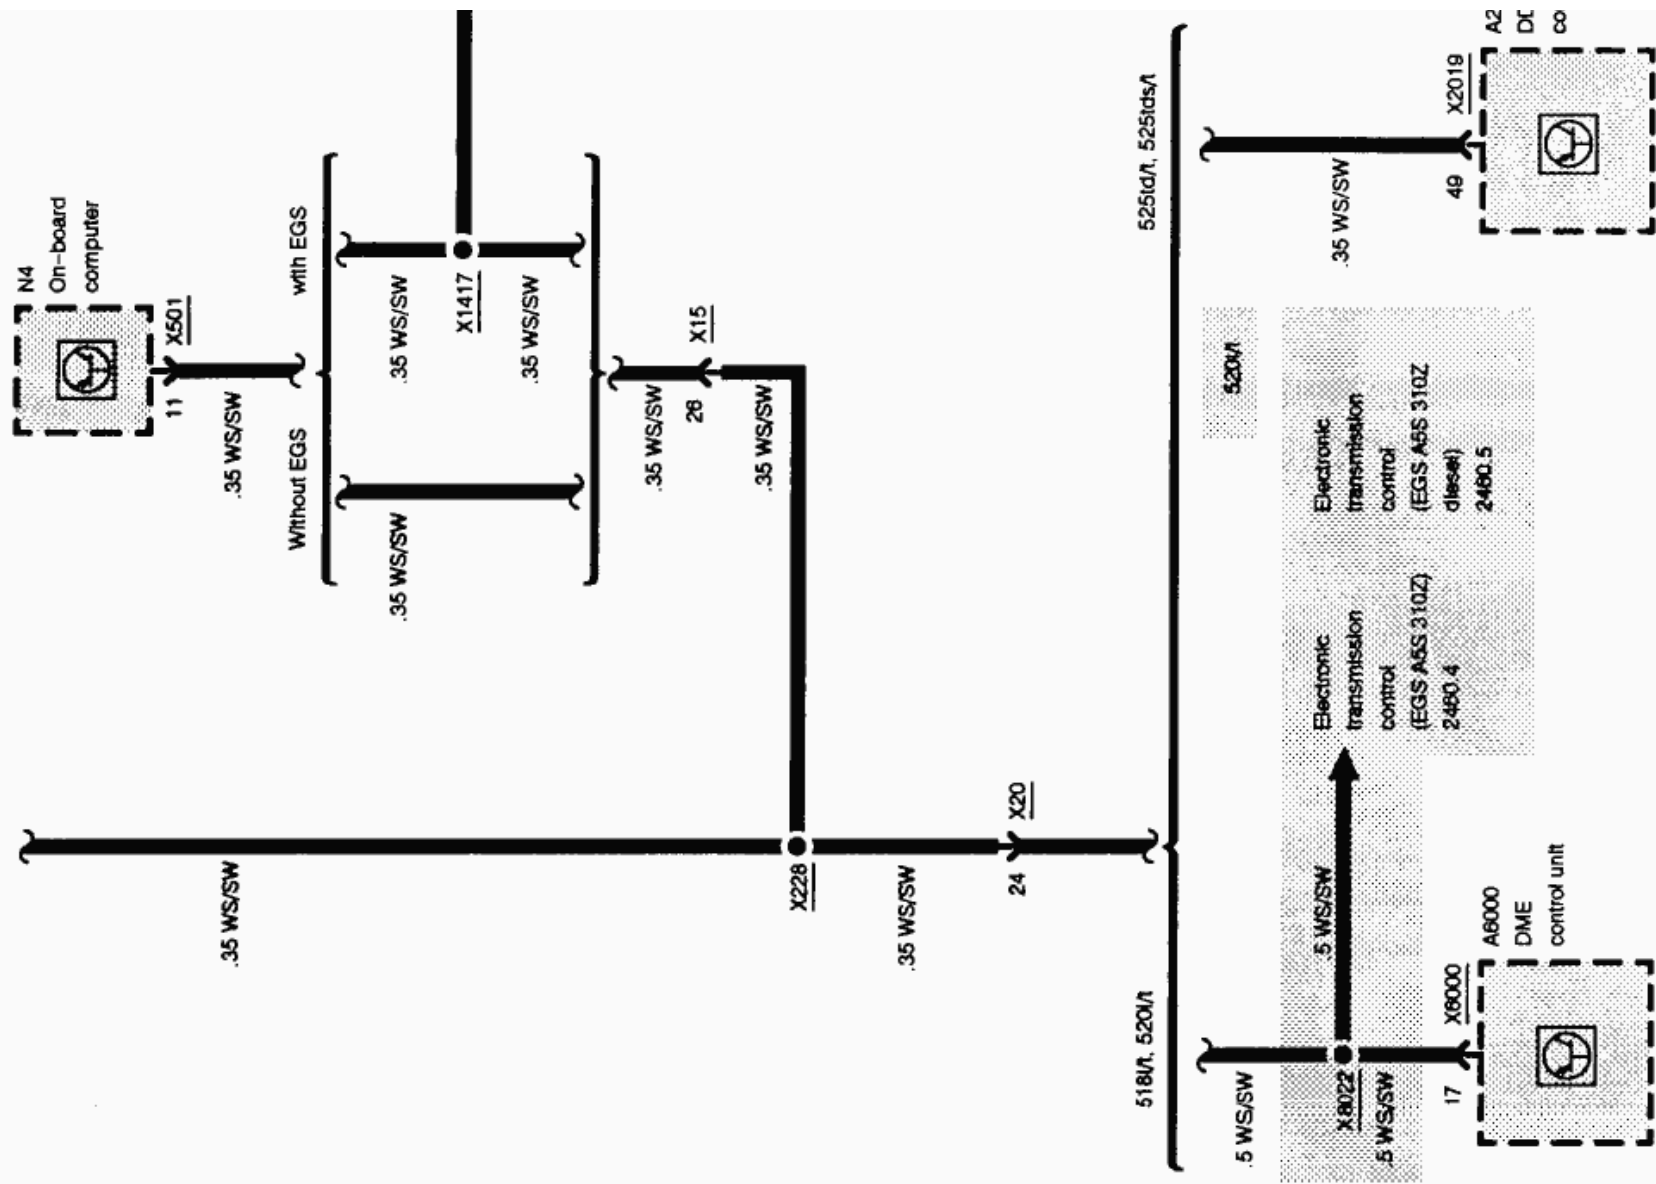 N4
On-board
computer
X501
11
.35 WS/SW
with EGS
Without EGS
.35 WS/SW
X1417
.35 WS/SW
.35 WS/SW
.35 WS/SW
26
X15
.35 WS/SW
.35 WS/SW
X228
.35 WS/SW
24
X20
525td/t, 525tds/t
518i/t, 520i/t
.35 WS/SW
49
X2019
A2
co
520i/t
Electronic
transmission
control
(EGS A5S 310Z
diesel)
2460.5
Electronic
transmission
control
(EGS A5S 310Z)
2460.4
.5 WS/SW
.5 WS/SW
X8022
.5 WS/SW
17
X6000
A6000
DME
control unit